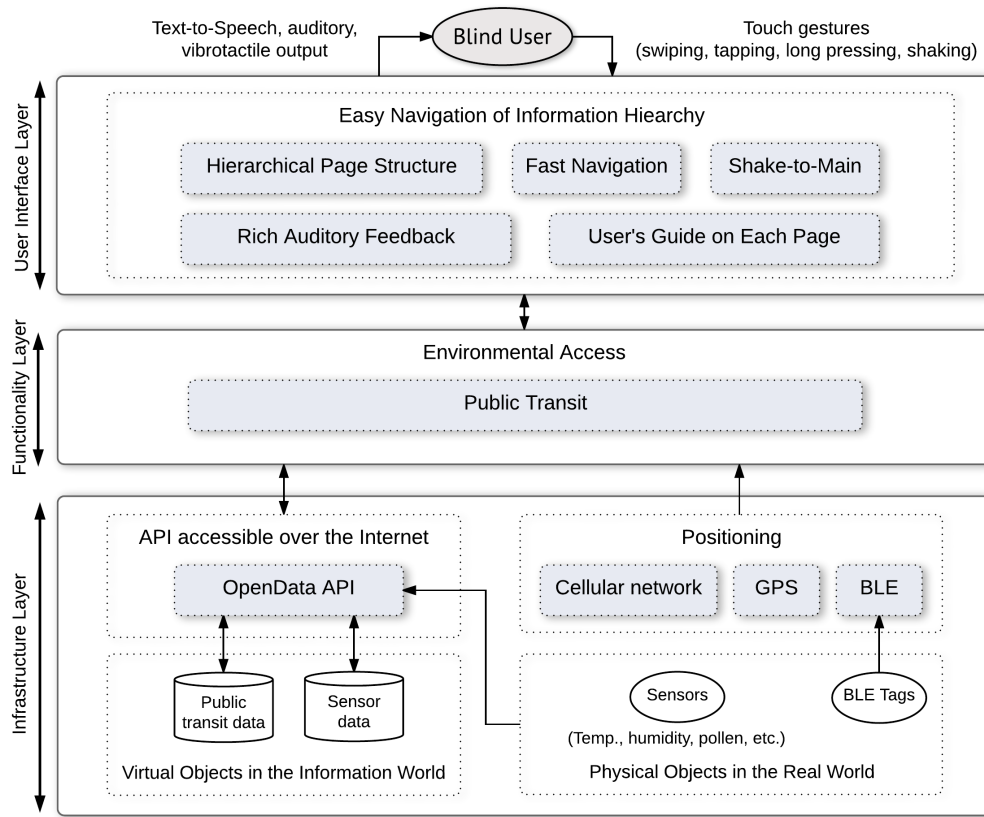 Text-to-Speech, auditory,
vibrotactile output
Blind User
Touch gestures
(swiping, tapping, long pressing, shaking)
User Interface Layer
Easy Navigation of Information Hiearchy
Hierarchical Page Structure
Fast Navigation
Shake-to-Main
Rich Auditory Feedback
User's Guide on Each Page
Functionality Layer
Environmental Access
Public Transit
Infrastructure Layer
API accessible over the Internet
OpenData API
Positioning
Cellular network
GPS
BLE
Public
transit data
Sensor
data
Virtual Objects in the Information World
Sensors
BLE Tags
(Temp., humidity, pollen, etc.)
Physical Objects in the Real World